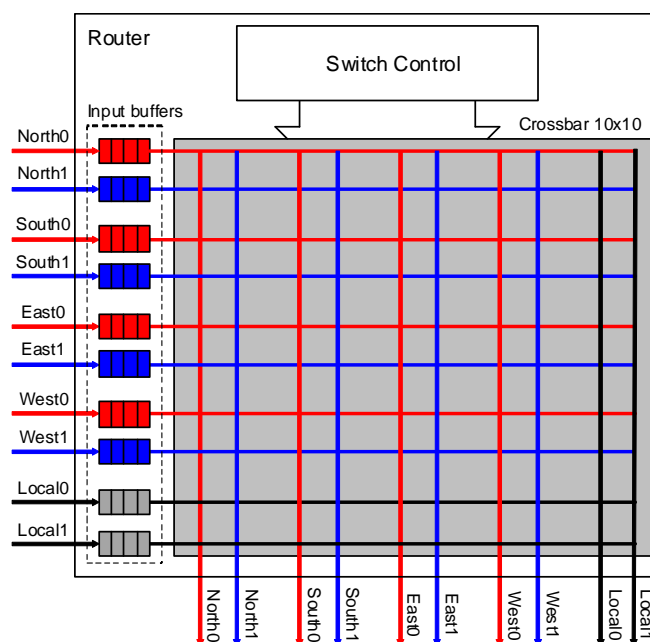 Router
Switch Control
Input buffers
Crossbar 10x10
North0
North1
South0
South1
East0
East1
West0
West1
Local0
Local1
North0
North1
South0
South1
East0
East1
West0
West1
Local0
Local1